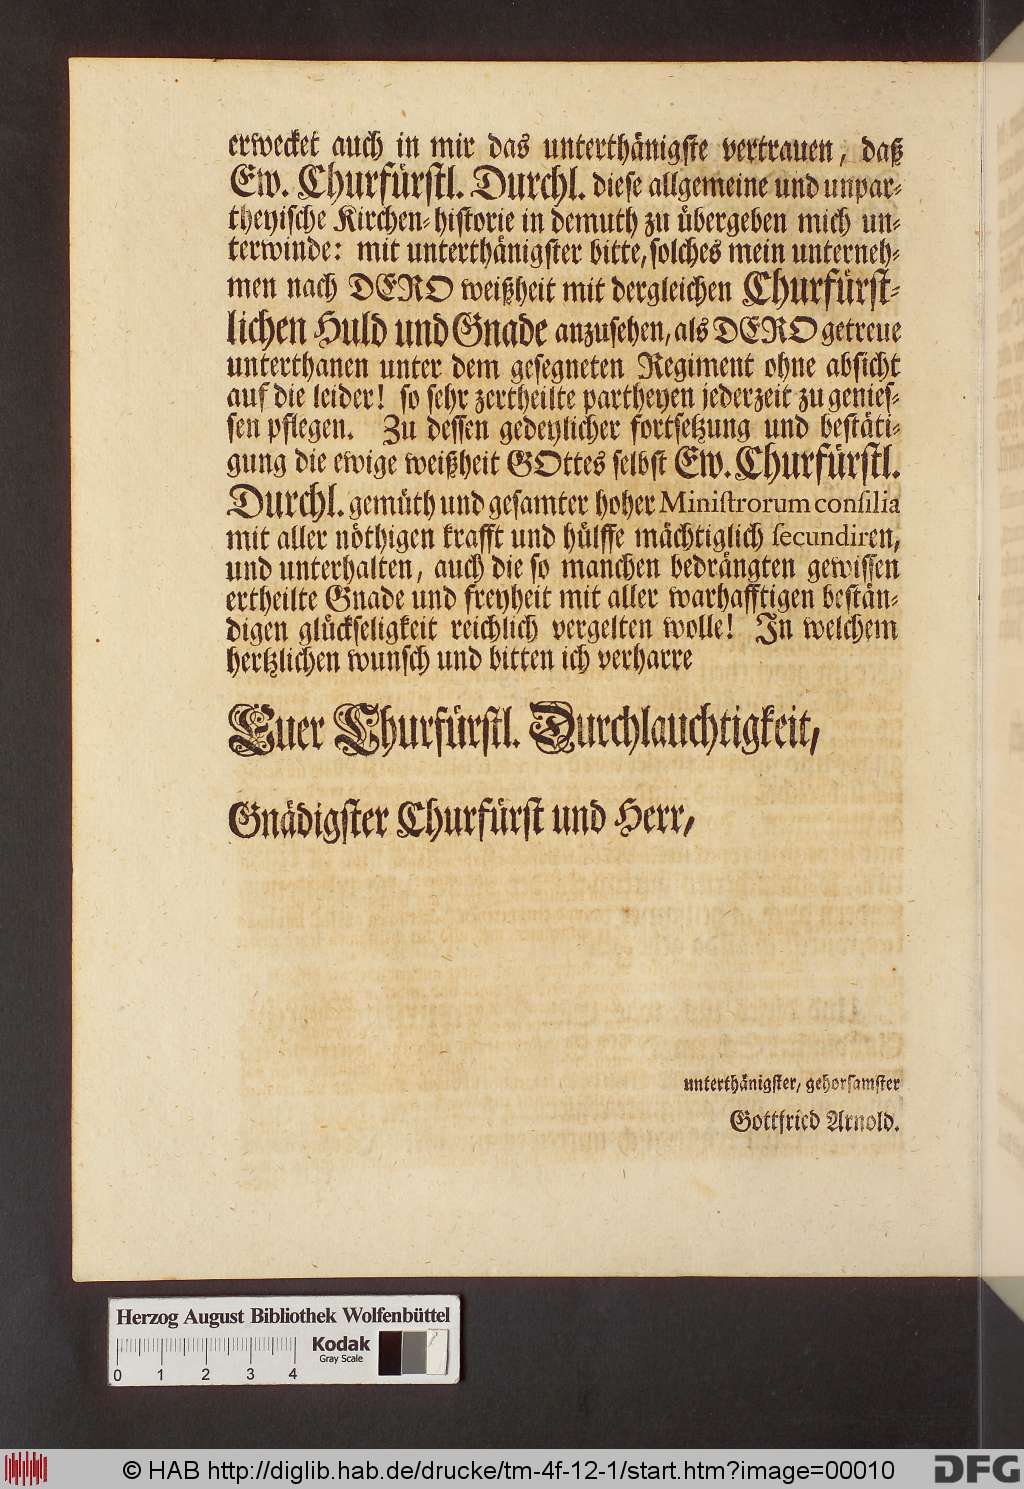 erwecket auch in mir das unterthänigste vertrauen, daß
Ew. Churfürstl. Durchl. diese allgemeine und unpar-
theyische Kirchen-historie in demuth zu übergeben mich un-
terwinde: mit unterthänigster bitte, solches mein unterneh-
men nach DERO weißheit mit dergleichen Churfürst-
lichen Huld und Gnade anzusehen, als DERO getreue
unterthanen unter dem gesegneten Regiment ohne absicht
auf die leider! so sehr zertheilte partheyen jederzeit zu genies-
sen pflegen. Zu dessen gedeylicher fortsetzung und bestäti-
gung die ewige weißheit GOttes selbst Ew. Churfürstl.
Durchl. gemüth und gesamter hoher Ministrorum consilia
mit aller nöthigen krafft und hülffe mächtiglich secundiren,
und unterhalten, auch die so manchen bedrängten gewissen
ertheilte Gnade und freyheit mit aller warhafftigen bestän-
digen glückseligkeit reichlich vergelten wolle! In welchem
hertzlichen wunsch und bitten ich verharre
Euer Churfürstl. Durchlauchtigkeit,
Gnädigster Churfürst und Herr,
unterthänigster, gehorsamster
Gottfried Arnold.
Herzog August Bibliothek Wolfenbüttel
Kodak
Gray Scale
0 1 2 3 4
© HAB http://diglib.hab.de/drucke/tm-4f-12-1/start.htm?image=00010
DFG